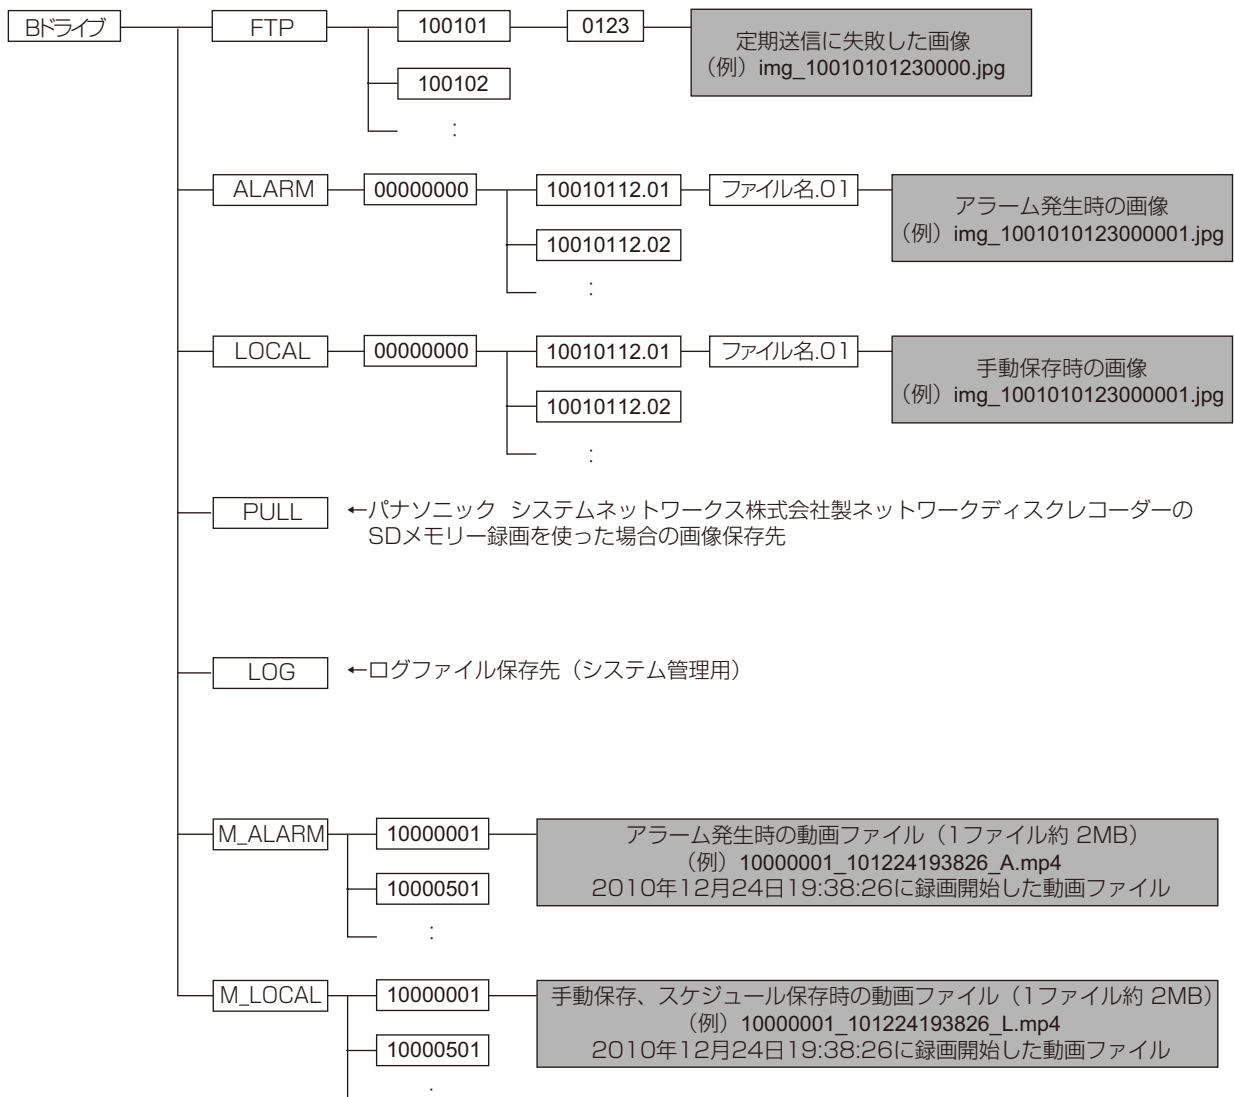 Bドライブ FTP 100101 0123 定期送信に失敗した画像
（例）img_10010101230000.jpg
100102
:
ALARM 00000000 10010112.01 ファイル名.01 アラーム発生時の画像
（例）img_1001010123000001.jpg
10010112.02
:
LOCAL 00000000 10010112.01 ファイル名.01 手動保存時の画像
（例）img_1001010123000001.jpg
10010112.02
:
PULL ←パナソニック システムネットワークス株式会社製ネットワークディスクレコーダーの
SDメモリー録画を使った場合の画像保存先
LOG ←ログファイル保存先（システム管理用）
M_ALARM 10000001 アラーム発生時の動画ファイル（1ファイル約 2MB）
（例）10000001_101224193826_A.mp4
10000501 2010年12月24日19:38:26に録画開始した動画ファイル
:
M_LOCAL 10000001 手動保存、スケジュール保存時の動画ファイル（1ファイル約 2MB）
（例）10000001_101224193826_L.mp4
10000501 2010年12月24日19:38:26に録画開始した動画ファイル
: